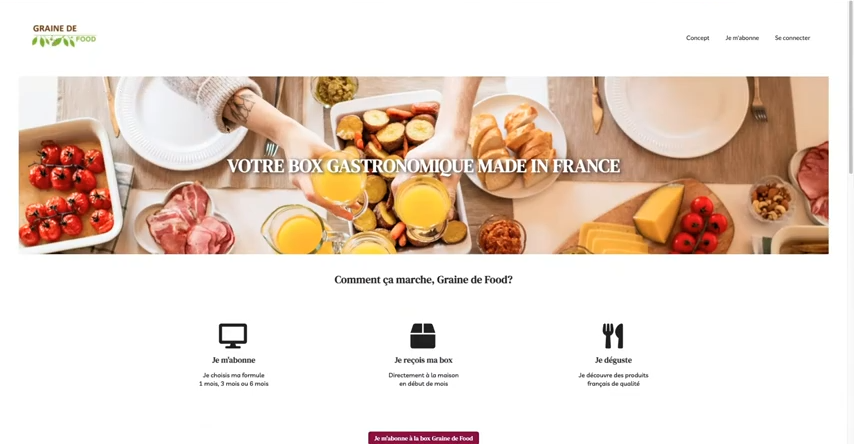 GRAINE DE
FOOD
Concept
Je m'abonne
Se connecter
VOTRE BOX GASTRONOMIQUE MADE IN FRANCE
Comment ça marche, Graine de Food?
Je m'abonne
Je choisis ma formule
1 mois, 3 mois ou 6 mois
Je reçois ma box
Directement à la maison
en début de mois
Je déguste
Je découvre des produits
français de qualité
Je m'abonne à la box Graine de Food